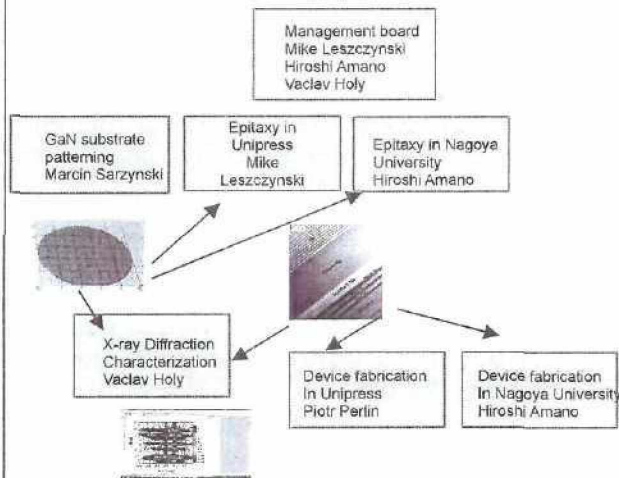 Management board
Mike Leszczynski
Hiroshi Amano
Vaclav Holy
GaN substrate
patterning
Marcin Sarzynski
Epitaxy in
Unipress
Mike
Leszczynski
Epitaxy in Nagoya
University
Hiroshi Amano
X-ray Diffraction
Characterization
Vaclav Holy
Device fabrication
In Unipress
Piotr Perlin
Device fabrication
In Nagoya University
Hiroshi Amano